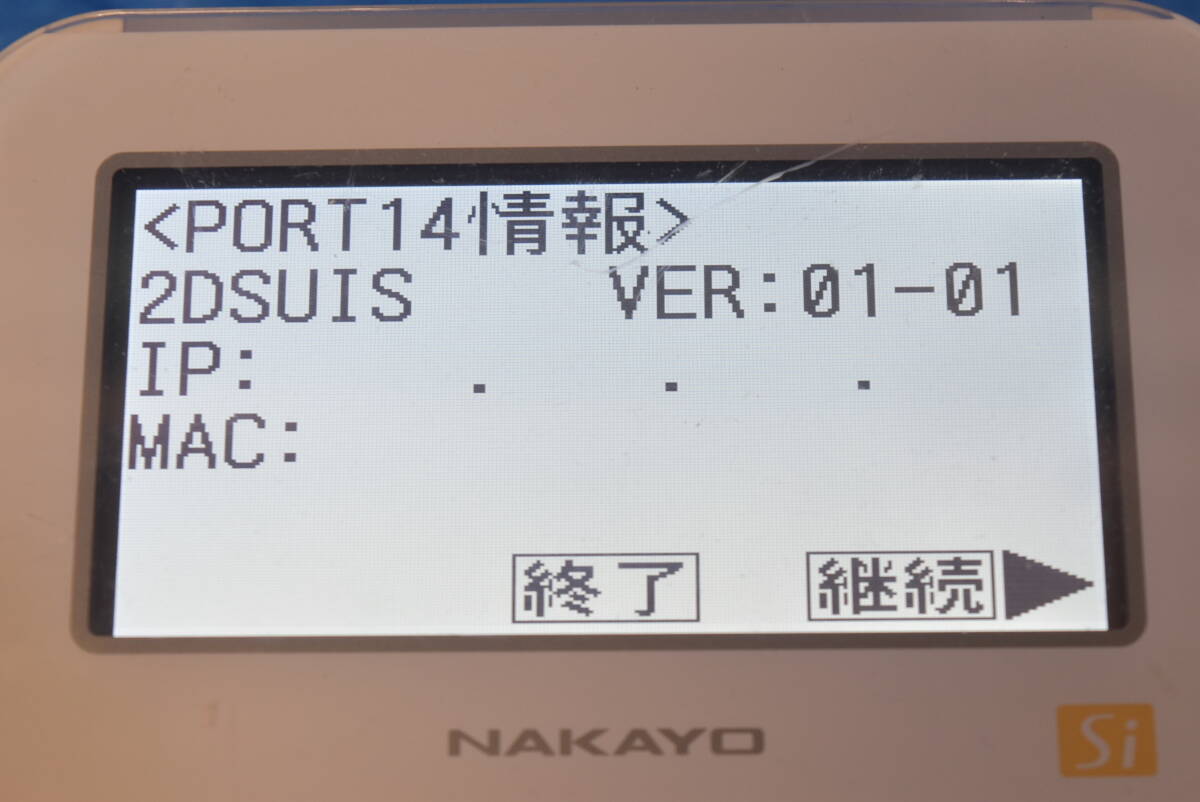 <PORT14情報>
2DSUIS VER:01-01
IP: . . .
MAC:
終了 継続
NAKAYO
Si